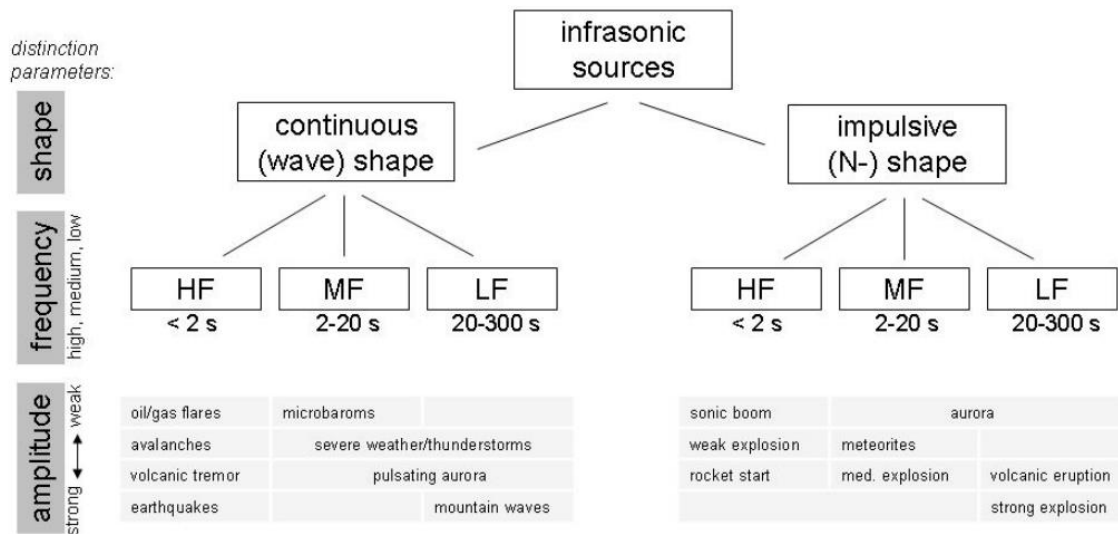 infrasonic
sources
distinction
parameters:
shape
continuous
(wave) shape
impulsive
(N-) shape
frequency
high, medium, low
HF
MF
LF
HF
MF
LF
< 2 s
2-20 s
20-300 s
< 2 s
2-20 s
20-300 s
amplitude
strong ↔ weak
oil/gas flares
microbaroms
sonic boom
aurora
avalanches
severe weather/thunderstorms
weak explosion
meteorites
volcanic tremor
pulsating aurora
rocket start
med. explosion
volcanic eruption
earthquakes
mountain waves
strong explosion